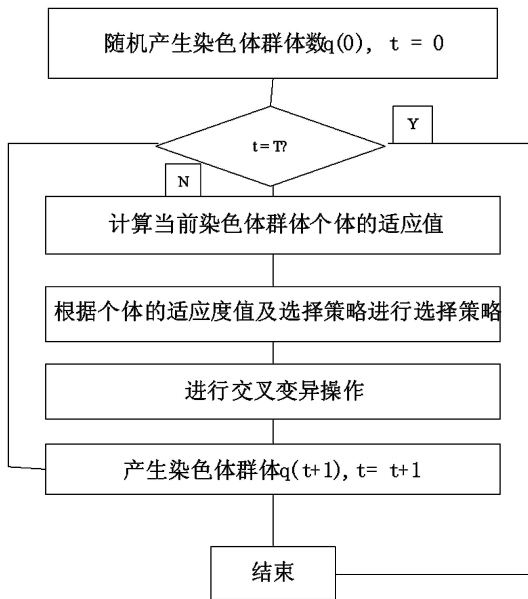 随机产生染色体群体数q(0), t = 0
t = T?
Y
N
计算当前染色体群体个体的适应值
根据个体的适应度值及选择策略进行选择策略
进行交叉变异操作
产生染色体群体q(t+1), t= t+1
结束